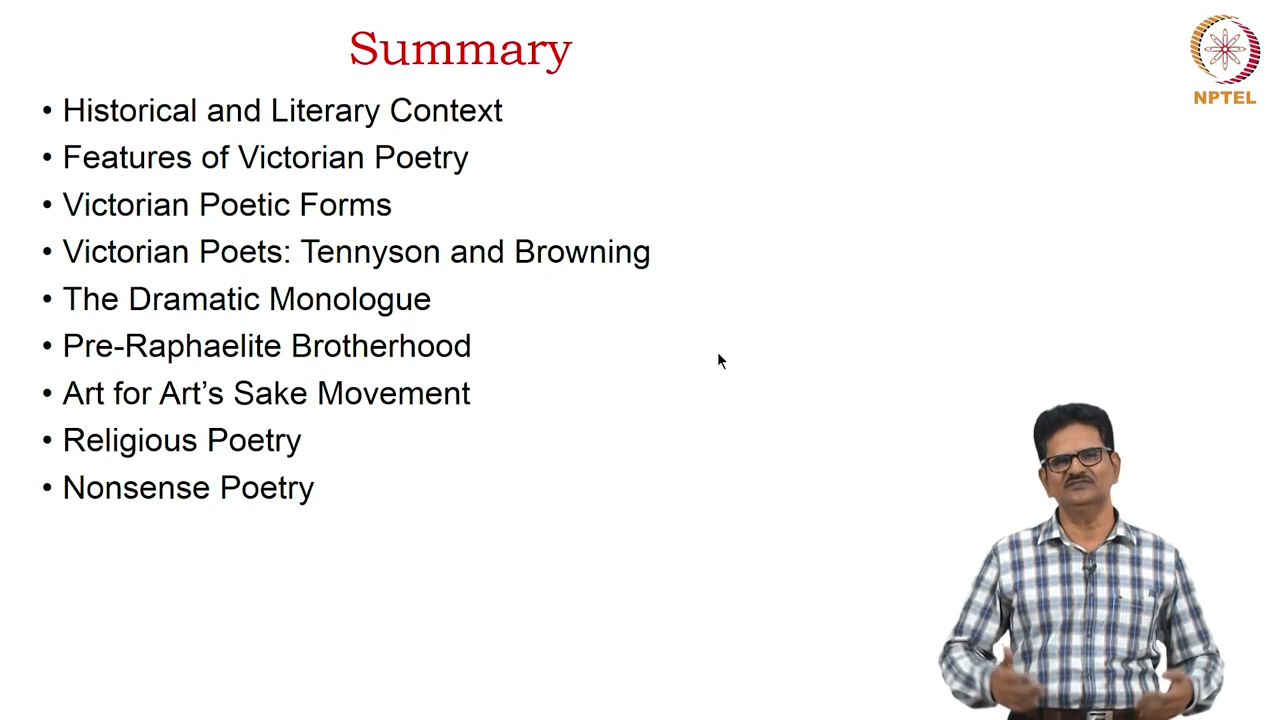 Summary
NPTEL
• Historical and Literary Context
• Features of Victorian Poetry
• Victorian Poetic Forms
• Victorian Poets: Tennyson and Browning
• The Dramatic Monologue
• Pre-Raphaelite Brotherhood
• Art for Art’s Sake Movement
• Religious Poetry
• Nonsense Poetry